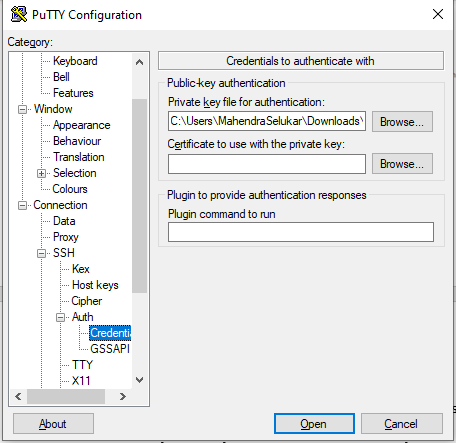 PuTTY Configuration
Category:
Keyboard
Bell
Features
Window
Appearance
Behaviour
Translation
Selection
Colours
Connection
Data
Proxy
SSH
Kex
Host keys
Cipher
Auth
Credentia
GSSAPI
TTY
X11
Credentials to authenticate with
Public-key authentication
Private key file for authentication:
C:\Users\MahendraSelukar\Downloads\
Browse...
Certificate to use with the private key:
Browse...
Plugin to provide authentication responses
Plugin command to run
About
Open
Cancel